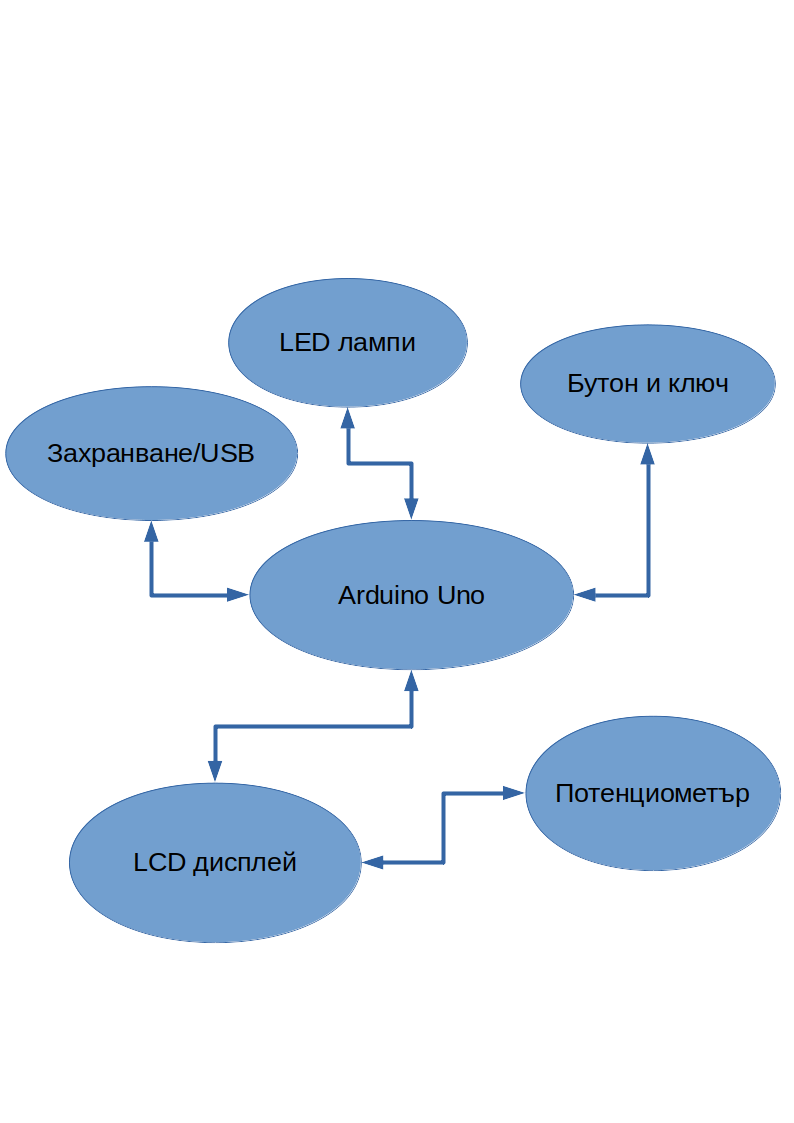 LED лампи
Бутон и ключ
Захранване/USB
Arduino Uno
Потенциометър
LCD дисплей